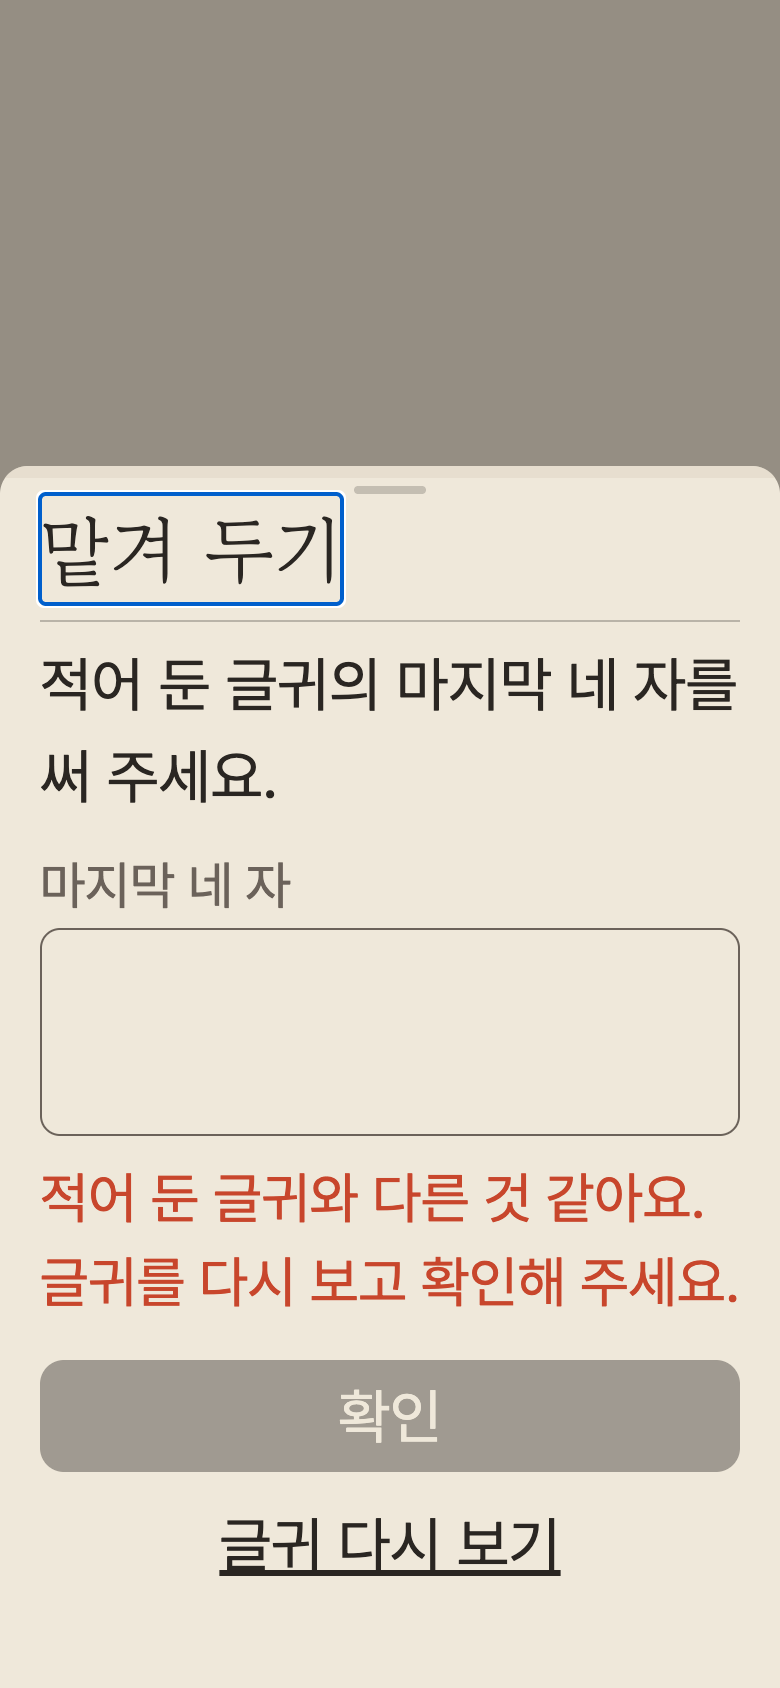 맡겨 두기
적어 둔 글귀의 마지막 네 자를
써 주세요.
마지막 네 자
적어 둔 글귀와 다른 것 같아요.
글귀를 다시 보고 확인해 주세요.
확인
글귀 다시 보기